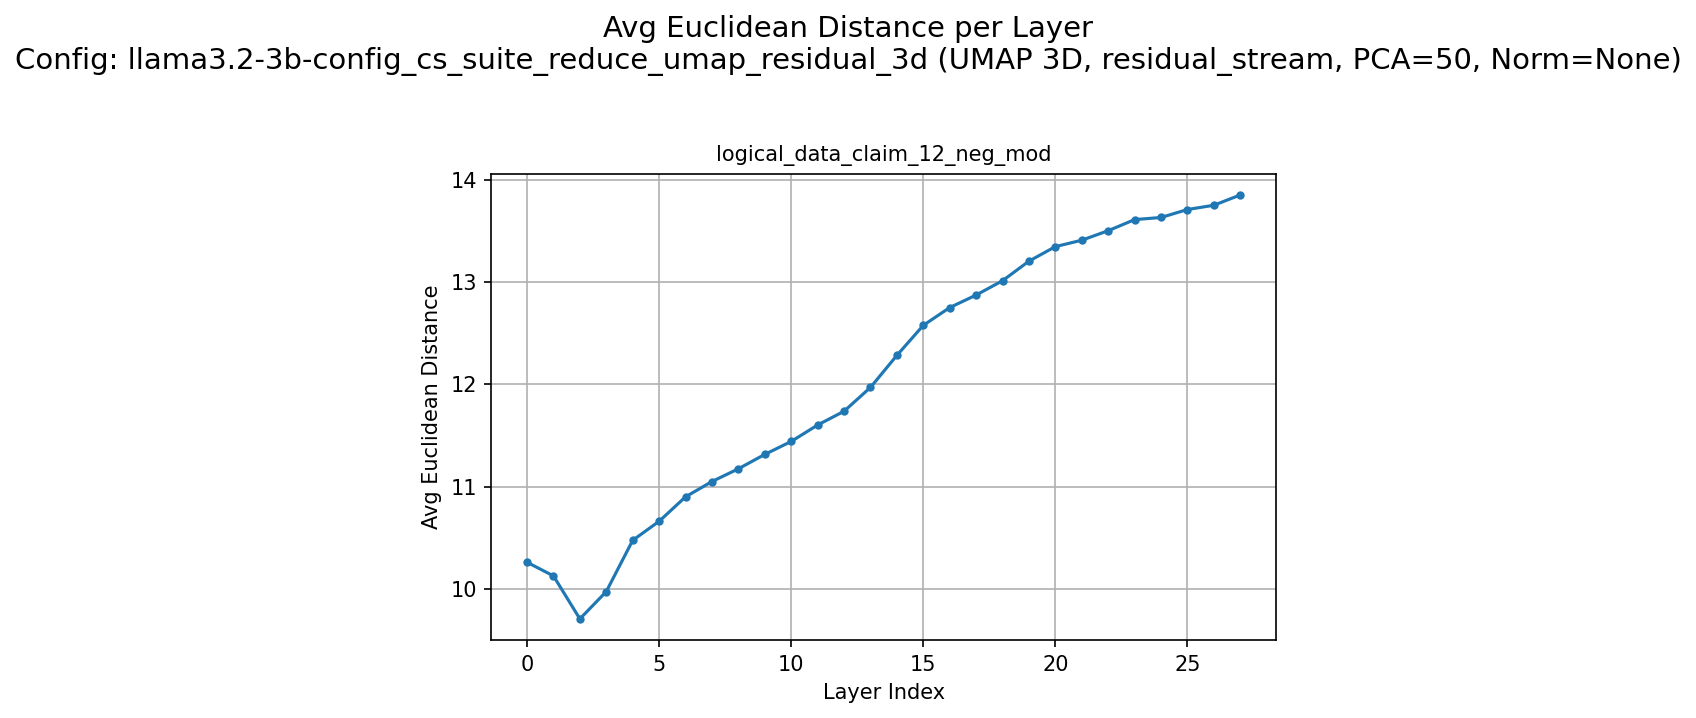 Avg Euclidean Distance per Layer
Config: llama3.2-3b-config_cs_suite_reduce_umap_residual_3d (UMAP 3D, residual_stream, PCA=50, Norm=None)
logical_data_claim_12_neg_mod
14
13
12
11
10
Avg Euclidean Distance
0 5 10 15 20 25
Layer Index